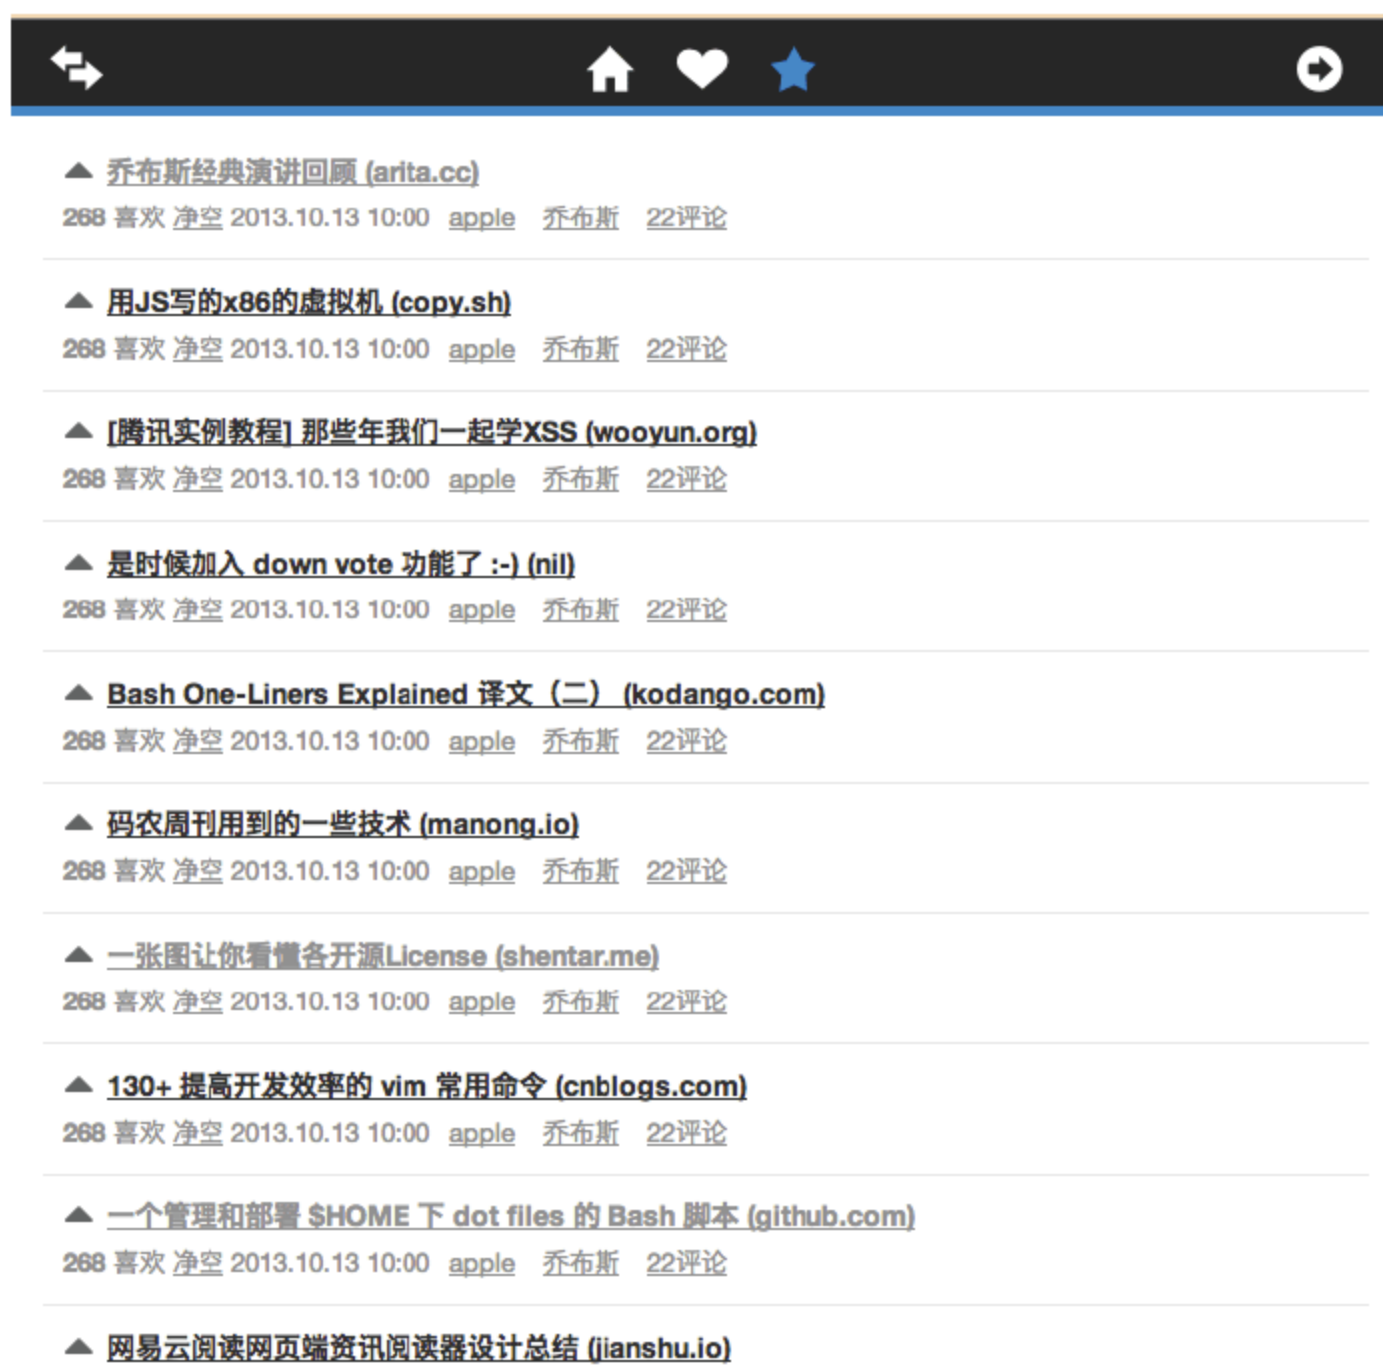 乔布斯经典演讲回顾 (arita.cc)
268 喜欢 净空 2013.10.13 10:00 apple 乔布斯 22评论
用JS写的x86的虚拟机 (copy.sh)
268 喜欢 净空 2013.10.13 10:00 apple 乔布斯 22评论
[腾讯实例教程] 那些年我们一起学XSS (wooyun.org)
268 喜欢 净空 2013.10.13 10:00 apple 乔布斯 22评论
是时候加入 down vote 功能了 :-) (nil)
268 喜欢 净空 2013.10.13 10:00 apple 乔布斯 22评论
Bash One-Liners Explained 译文（二） (kodango.com)
268 喜欢 净空 2013.10.13 10:00 apple 乔布斯 22评论
码农周刊用到的一些技术 (manong.io)
268 喜欢 净空 2013.10.13 10:00 apple 乔布斯 22评论
一张图让你看懂各开源License (shentar.me)
268 喜欢 净空 2013.10.13 10:00 apple 乔布斯 22评论
130+ 提高开发效率的 vim 常用命令 (cnblogs.com)
268 喜欢 净空 2013.10.13 10:00 apple 乔布斯 22评论
一个管理和部署 $HOME 下 dot files 的 Bash 脚本 (github.com)
268 喜欢 净空 2013.10.13 10:00 apple 乔布斯 22评论
网易云阅读网页端资讯阅读器设计总结 (jianshu.io)